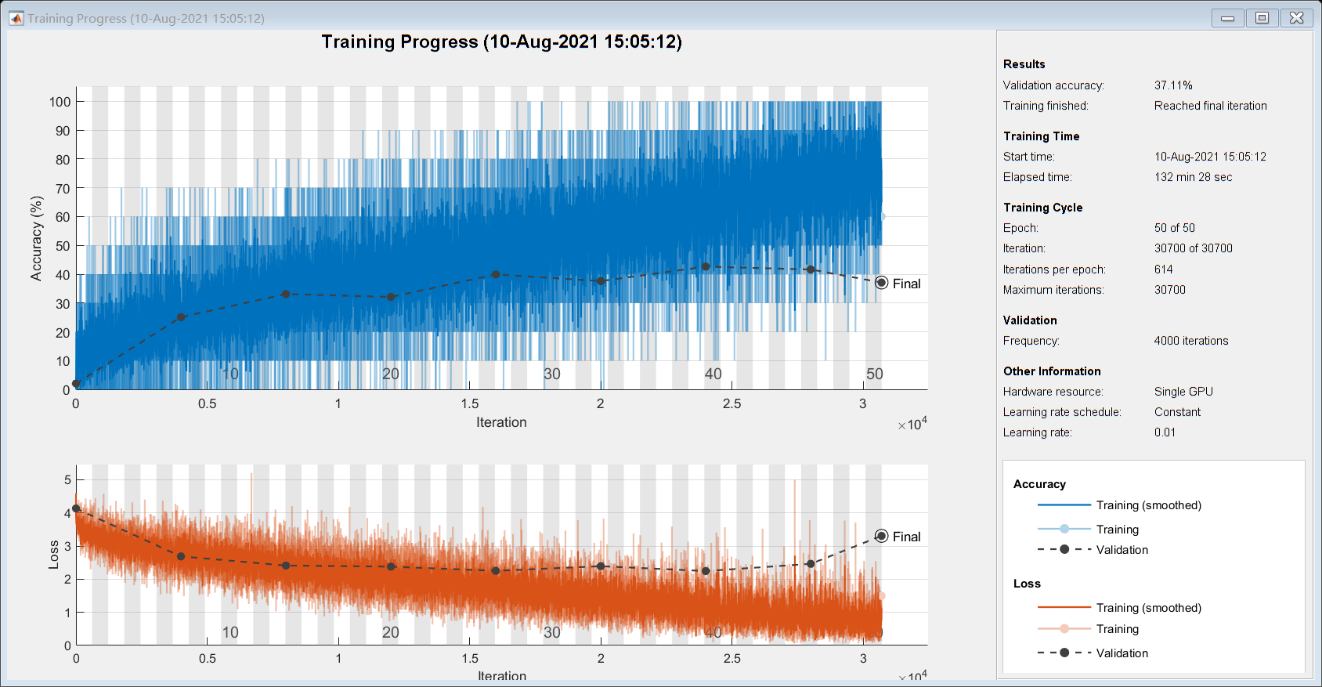 Training Progress (10-Aug-2021 15:05:12)
Training Progress (10-Aug-2021 15:05:12)
Accuracy (%)
100
90
80
70
60
50
40
30
20
10
0
10
20
30
40
50
Final
0
0.5
1
1.5
2
2.5
3
Iteration
×10^4
Loss
5
4
3
2
1
0
10
20
30
40
Final
0
0.5
1
1.5
2
2.5
3
Iteration
×10^4
Results
Validation accuracy: 37.11%
Training finished: Reached final iteration
Training Time
Start time: 10-Aug-2021 15:05:12
Elapsed time: 132 min 28 sec
Training Cycle
Epoch: 50 of 50
Iteration: 30700 of 30700
Iterations per epoch: 614
Maximum iterations: 30700
Validation
Frequency: 4000 iterations
Other Information
Hardware resource: Single GPU
Learning rate schedule: Constant
Learning rate: 0.01
Accuracy
Training (smoothed)
Training
Validation
Loss
Training (smoothed)
Training
Validation